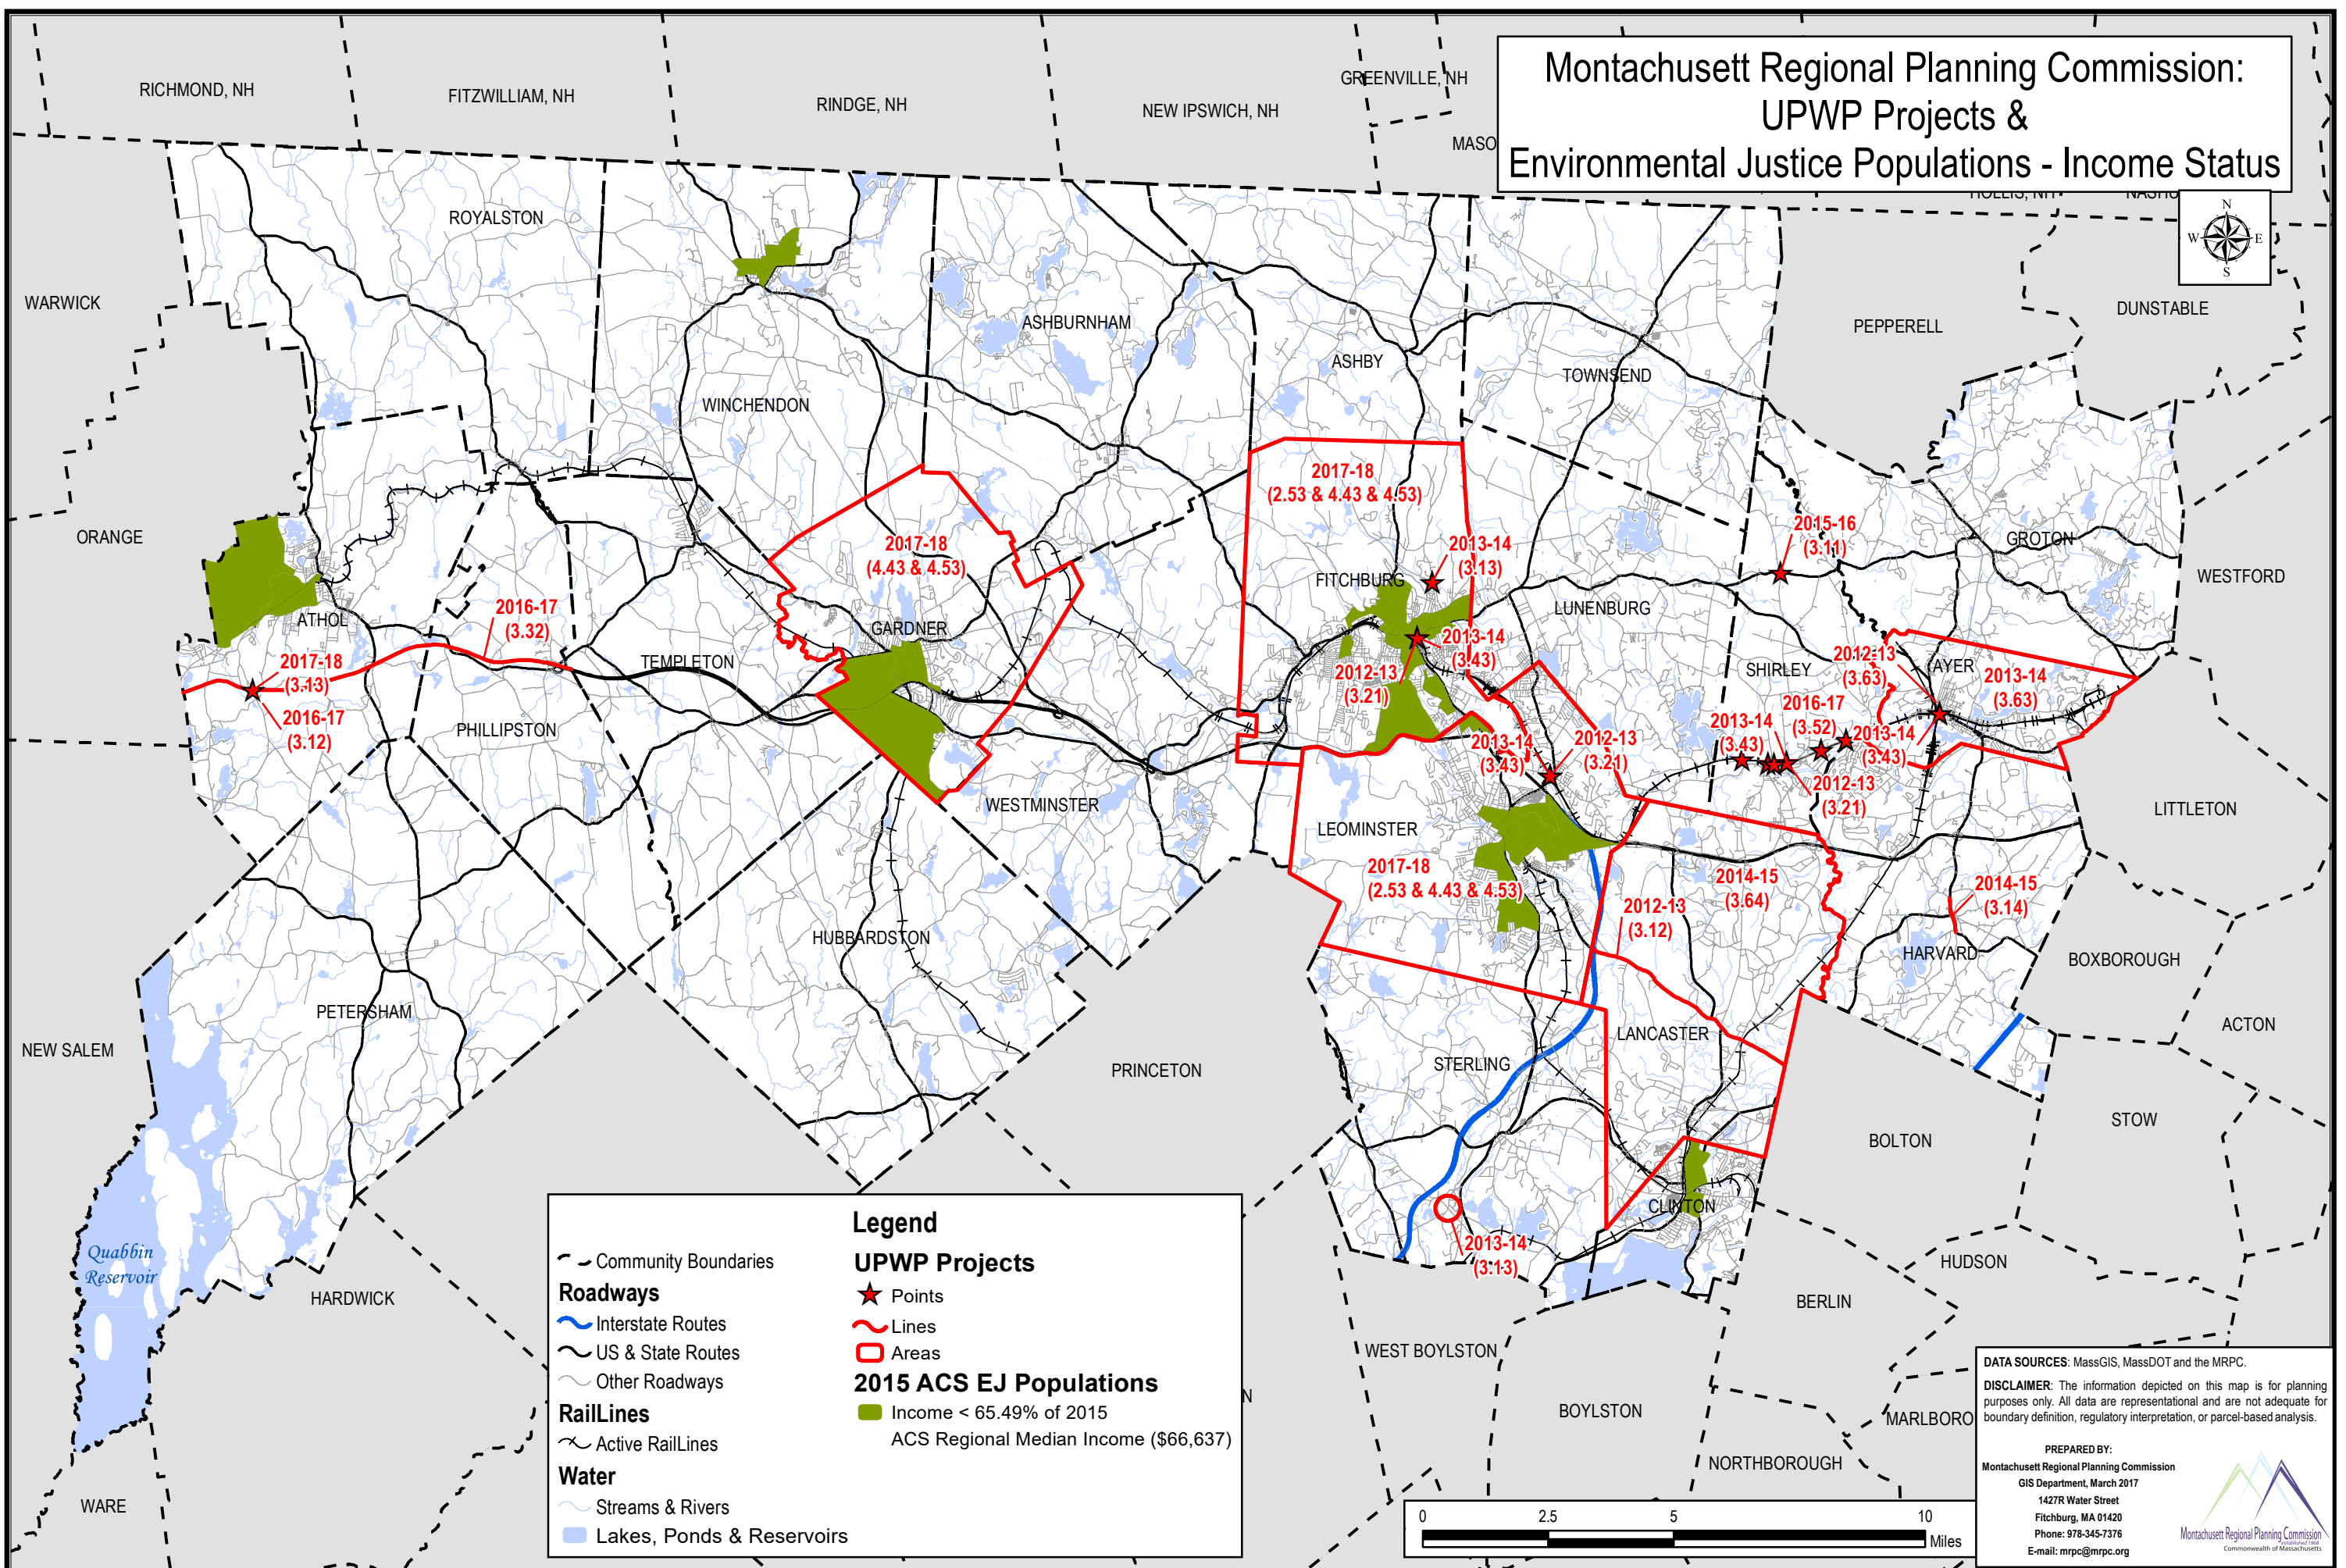 Montachusett Regional Planning Commission:
UPWP Projects &
Environmental Justice Populations - Income Status
RICHMOND, NH
FITZWILLIAM, NH
RINDGE, NH
NEW IPSWICH, NH
GREENVILLE, NH
MASO
HOLLIS, NH
NASHU
N
W
E
S
ROYALSTON
WARWICK
WINCHENDON
ASHBURNHAM
ASHBY
TOWNSEND
PEPPERELL
DUNSTABLE
ORANGE
ATHOL
2016-17
(3.32)
2017-18
(3.13)
2016-17
(3.12)
PHILLIPSTON
TEMPLETON
2017-18
(4.43 & 4.53)
GARDNER
WESTMINSTER
2017-18
(2.53 & 4.43 & 4.53)
FITCHBURG
2013-14
(3.13)
2013-14
(3.43)
2012-13
(3.21)
LUNENBURG
2015-16
(3.11)
GROTON
WESTFORD
SHIRLEY
2012-13
(3.63)
AYER
2013-14
(3.63)
2016-17
(3.52)
2013-14
(3.43)
2013-14
(3.43)
2012-13
(3.21)
2013-14
(3.43)
2012-13
(3.21)
LITTLETON
LEOMINSTER
2017-18
(2.53 & 4.43 & 4.53)
2012-13
(3.12)
2014-15
(3.64)
2014-15
(3.14)
HARVARD
BOXBOROUGH
HUBBARDSTON
PETERSHAM
NEW SALEM
PRINCETON
STERLING
LANCASTER
ACTON
STOW
BOLTON
CLINTON
2013-14
(3.13)
HUDSON
BERLIN
Quabbin
Reservoir
HARDWICK
WARE
WEST BOYLSTON
BOYLSTON
N
NORTHBOROUGH
MARLBORO
Legend
Community Boundaries
Roadways
Interstate Routes
US & State Routes
Other Roadways
RailLines
Active RailLines
Water
Streams & Rivers
Lakes, Ponds & Reservoirs
UPWP Projects
Points
Lines
Areas
2015 ACS EJ Populations
Income < 65.49% of 2015
ACS Regional Median Income ($66,637)
0 2.5 5 10
Miles
DATA SOURCES: MassGIS, MassDOT and the MRPC.
DISCLAIMER: The information depicted on this map is for planning
purposes only. All data are representational and are not adequate for
boundary definition, regulatory interpretation, or parcel-based analysis.
PREPARED BY:
Montachusett Regional Planning Commission
GIS Department, March 2017
1427R Water Street
Fitchburg, MA 01420
Phone: 978-345-7376
E-mail: mrpc@mrpc.org
Montachusett Regional Planning Commission
established 1968
Commonwealth of Massachusetts